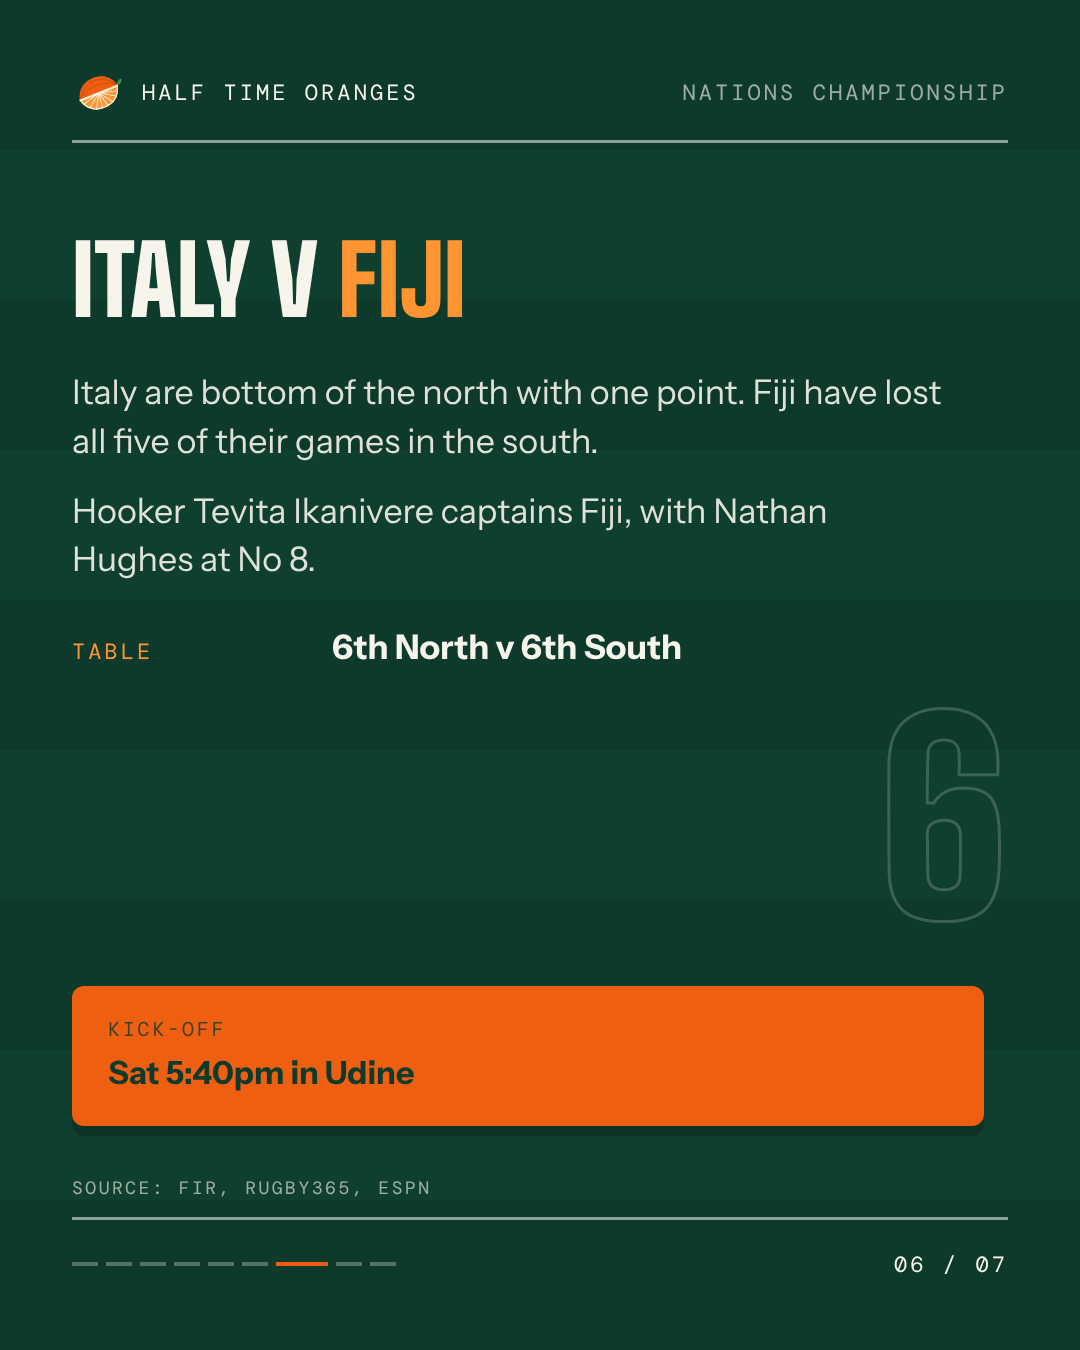 HALF TIME ORANGES
NATIONS CHAMPIONSHIP
ITALY V FIJI
Italy are bottom of the north with one point. Fiji have lost
all five of their games in the south.
Hooker Tevita Ikanivere captains Fiji, with Nathan
Hughes at No 8.
TABLE
6th North v 6th South
6
KICK-OFF
Sat 5:40pm in Udine
SOURCE: FIR, RUGBY365, ESPN
06 / 07